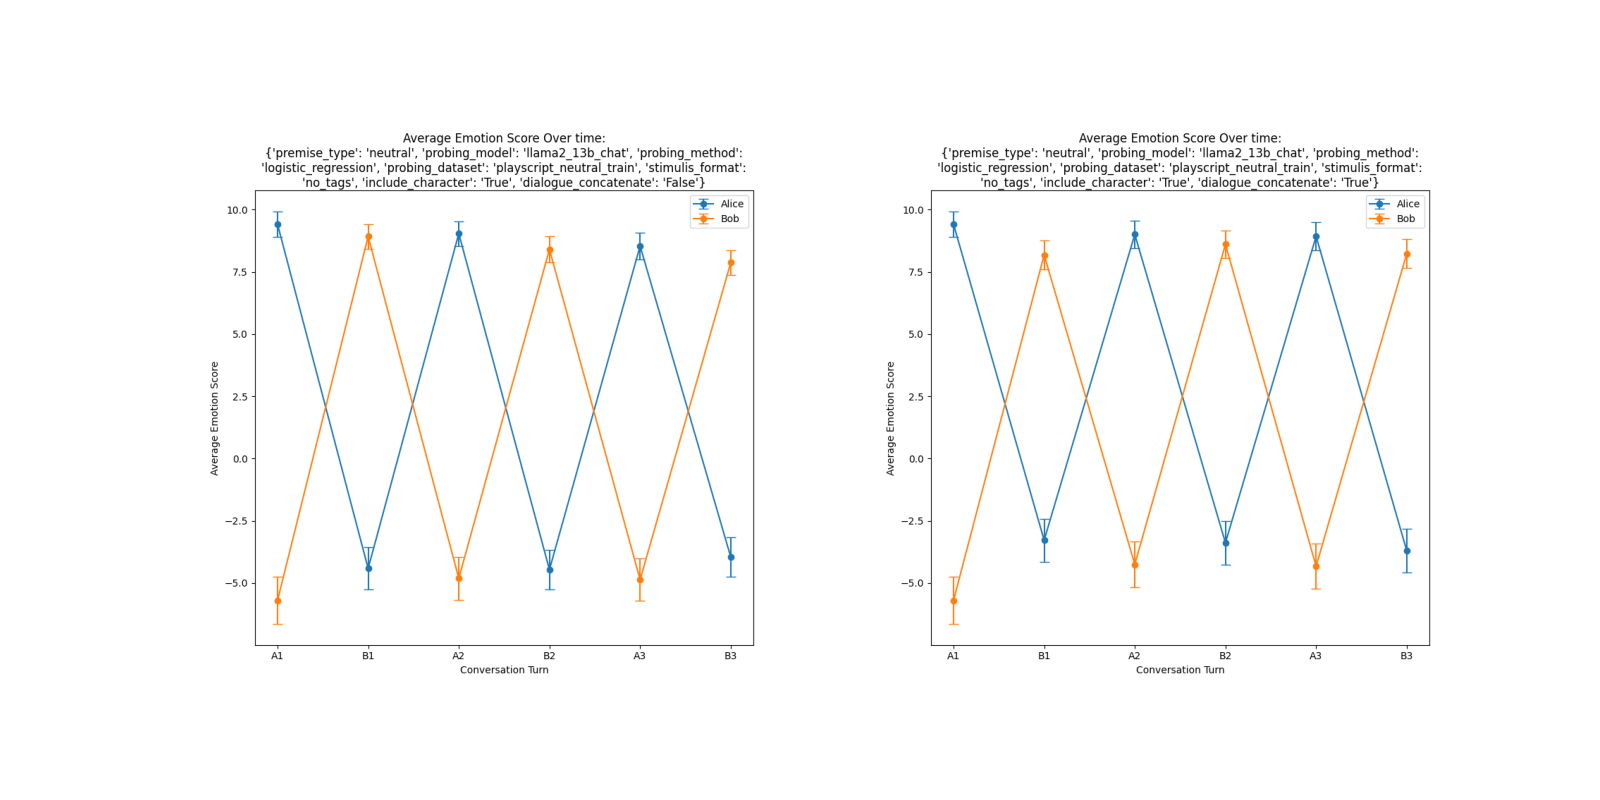 Average Emotion Score Over time:
{'premise_type': 'neutral', 'probing_model': 'llama2_13b_chat', 'probing_method':
'logistic_regression', 'probing_dataset': 'playscript_neutral_train', 'stimulis_format':
'no_tags', 'include_character': 'True', 'dialogue_concatenate': 'False'}
Alice
Bob
10.0
7.5
5.0
2.5
0.0
−2.5
−5.0
Average Emotion Score
A1
B1
A2
B2
A3
B3
Conversation Turn
Average Emotion Score Over time:
{'premise_type': 'neutral', 'probing_model': 'llama2_13b_chat', 'probing_method':
'logistic_regression', 'probing_dataset': 'playscript_neutral_train', 'stimulis_format':
'no_tags', 'include_character': 'True', 'dialogue_concatenate': 'True'}
Alice
Bob
10.0
7.5
5.0
2.5
0.0
−2.5
−5.0
Average Emotion Score
A1
B1
A2
B2
A3
B3
Conversation Turn